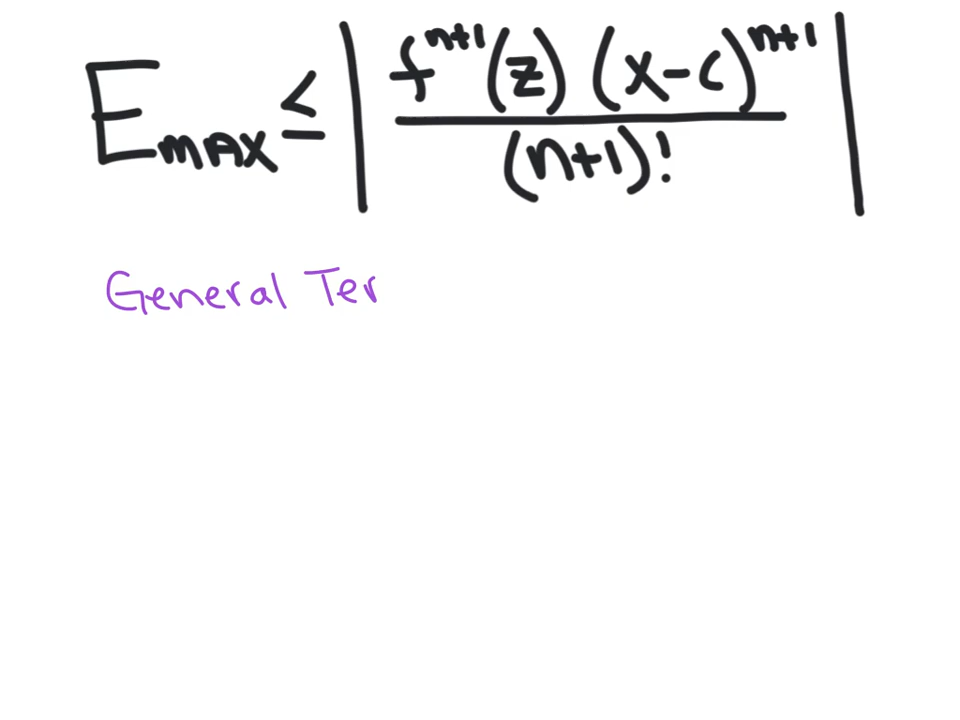 E_MAX ≤ | f^{n+1}(z) (x-c)^{n+1} / (n+1)! |
General Ter